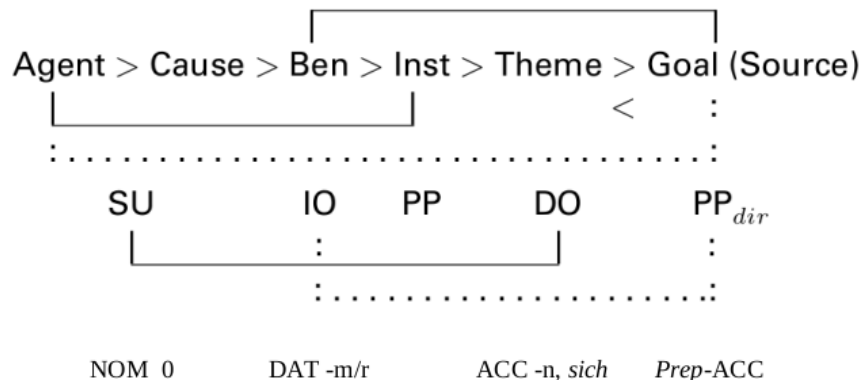 Agent > Cause > Ben > Inst > Theme > Goal (Source)
<
SU IO PP DO PP_dir
NOM 0 DAT -m/r ACC -n, sich Prep-ACC